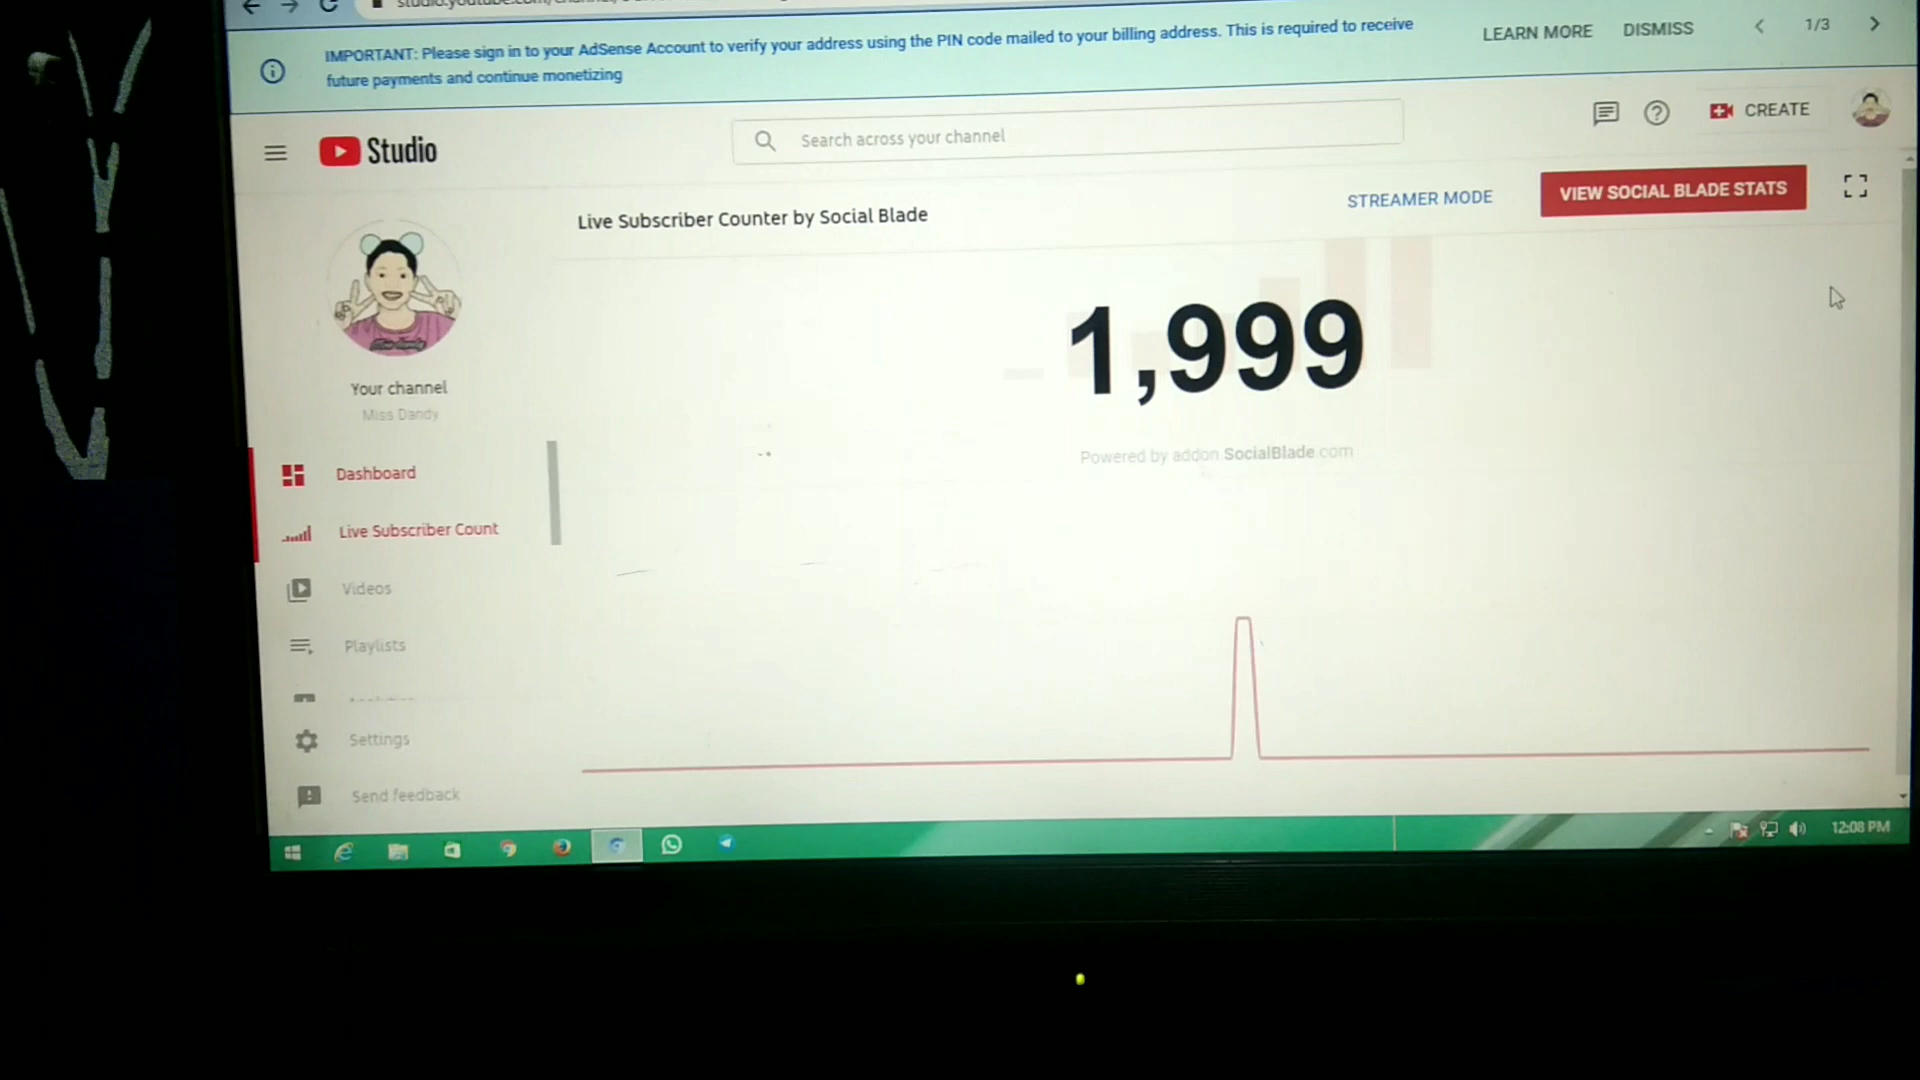 IMPORTANT: Please sign in to your AdSense Account to verify your address using the PIN code mailed to your billing address. This is required to receive
future payments and continue monetizing
LEARN MORE
DISMISS
1/3
Studio
Search across your channel
CREATE
Live Subscriber Counter by Social Blade
STREAMER MODE
VIEW SOCIAL BLADE STATS
1,999
Powered by addon.SocialBlade.com
Your channel
Miss Dandy
Dashboard
Live Subscriber Count
Videos
Playlists
Settings
Send feedback
12:08 PM